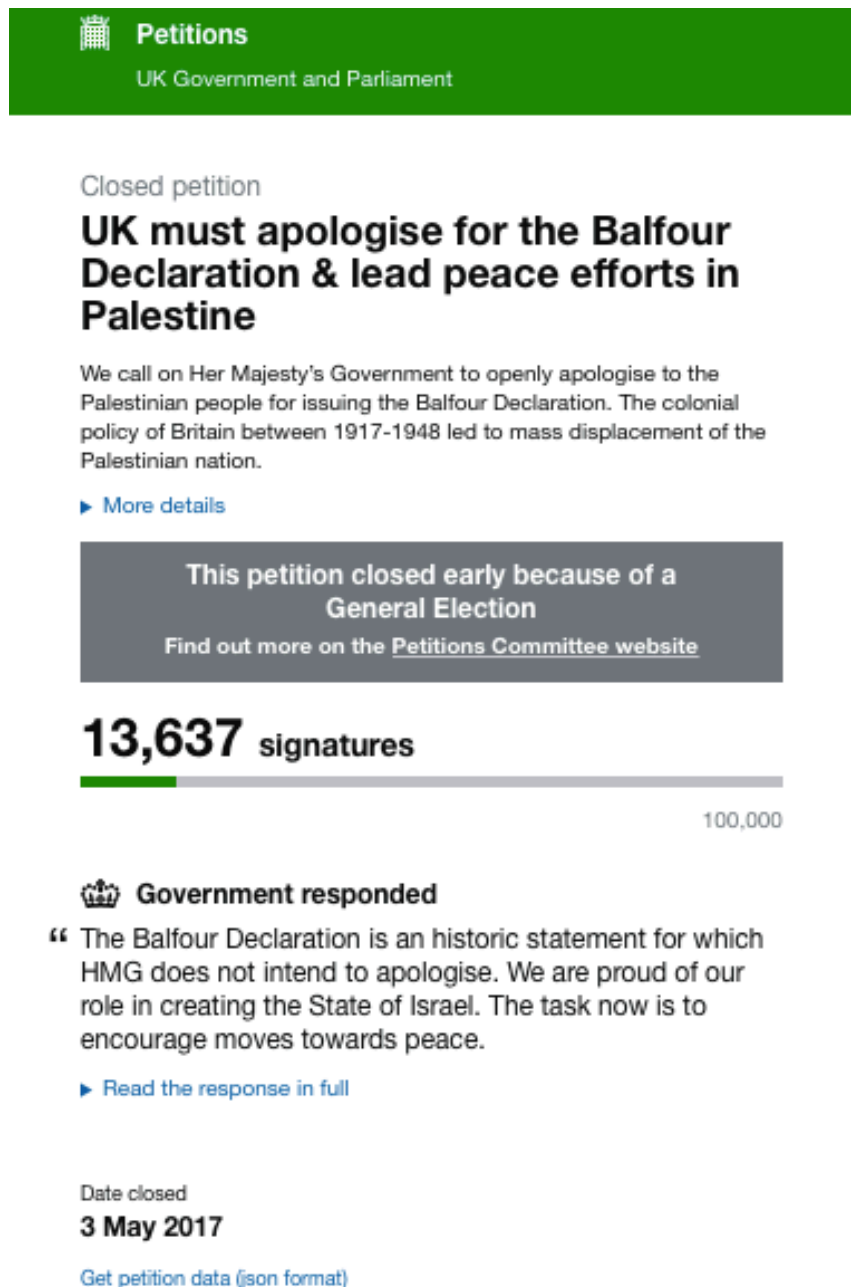 Petitions
UK Government and Parliament
Closed petition
UK must apologise for the Balfour
Declaration & lead peace efforts in
Palestine
We call on Her Majesty's Government to openly apologise to the
Palestinian people for issuing the Balfour Declaration. The colonial
policy of Britain between 1917-1948 led to mass displacement of the
Palestinian nation.
► More details
This petition closed early because of a
General Election
Find out more on the Petitions Committee website
13,637 signatures
100,000
Government responded
“ The Balfour Declaration is an historic statement for which
HMG does not intend to apologise. We are proud of our
role in creating the State of Israel. The task now is to
encourage moves towards peace.
► Read the response in full
Date closed
3 May 2017
Get petition data (json format)